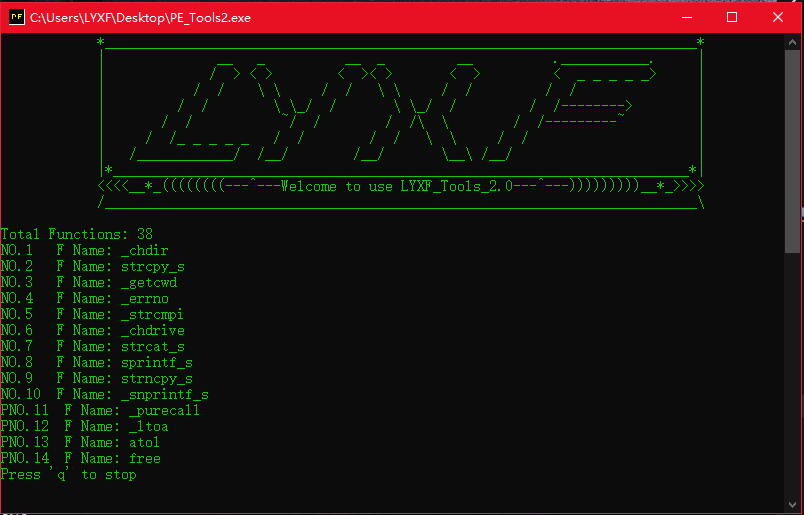 C:\Users\LYXF\Desktop\PE_Tools2.exe
LYXF
<<<<__*_((((((((---^---Welcome to use LYXF_Tools_2.0---^---)))))))))__*_>>>>
Total Functions: 38
NO.1   F Name: _chdir
NO.2   F Name: strcpy_s
NO.3   F Name: _getcwd
NO.4   F Name: _errno
NO.5   F Name: _strcmpi
NO.6   F Name: _chdrive
NO.7   F Name: strcat_s
NO.8   F Name: sprintf_s
NO.9   F Name: strncpy_s
NO.10  F Name: _snprintf_s
PNO.11  F Name: _purecall
PNO.12  F Name: _ltoa
PNO.13  F Name: atol
PNO.14  F Name: free
Press 'q' to stop